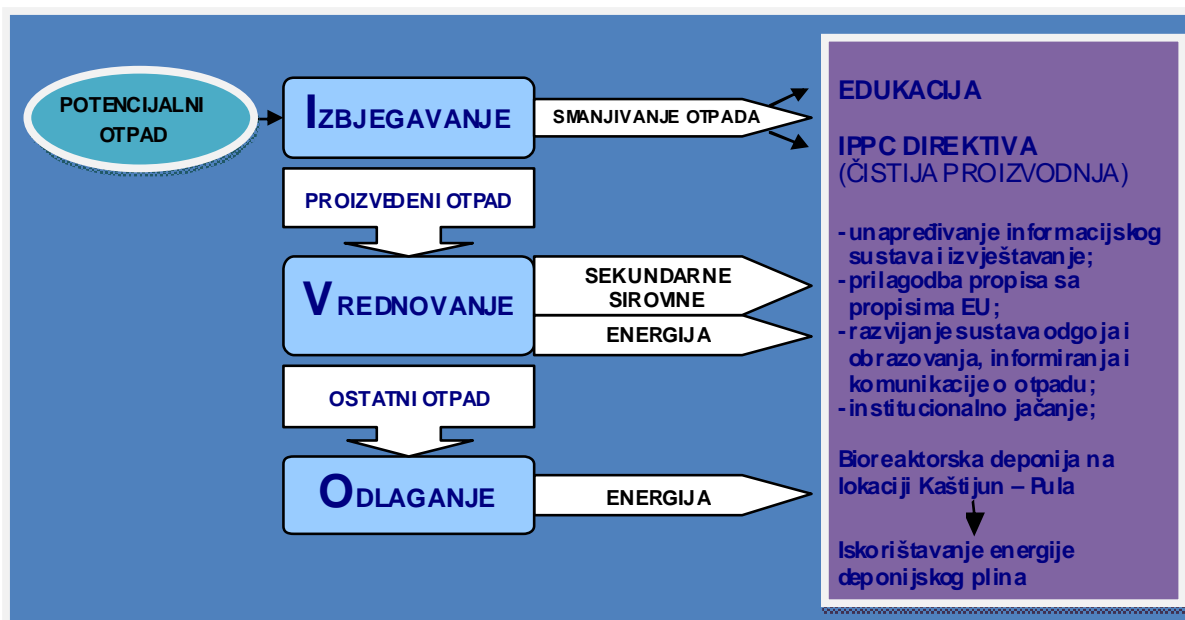 POTENCIJALNI
OTPAD
IZBJEGAVANJE
SMANJIVANJE OTPADA
PROIZVEDENI OTPAD
VREDNOVANJE
SEKUNDARNE
SIROVINE
ENERGIJA
OSTATNI OTPAD
ODLAGANJE
ENERGIJA
EDUKACIJA
IPPC DIREKTIVA
(ČISTIJA PROIZVODNJA)
- unapređivanje informacijskog
sustava i izvještavanje;
- prilagodba propisa sa
propisima EU;
- razvijanje sustava odgoja i
obrazovanja, informiranja i
komunikacije o otpadu;
- institucionalno jačanje;
Bioreaktorska deponija na
lokaciji Kaštijun – Pula
Iskorištavanje energije
deponijskog plina